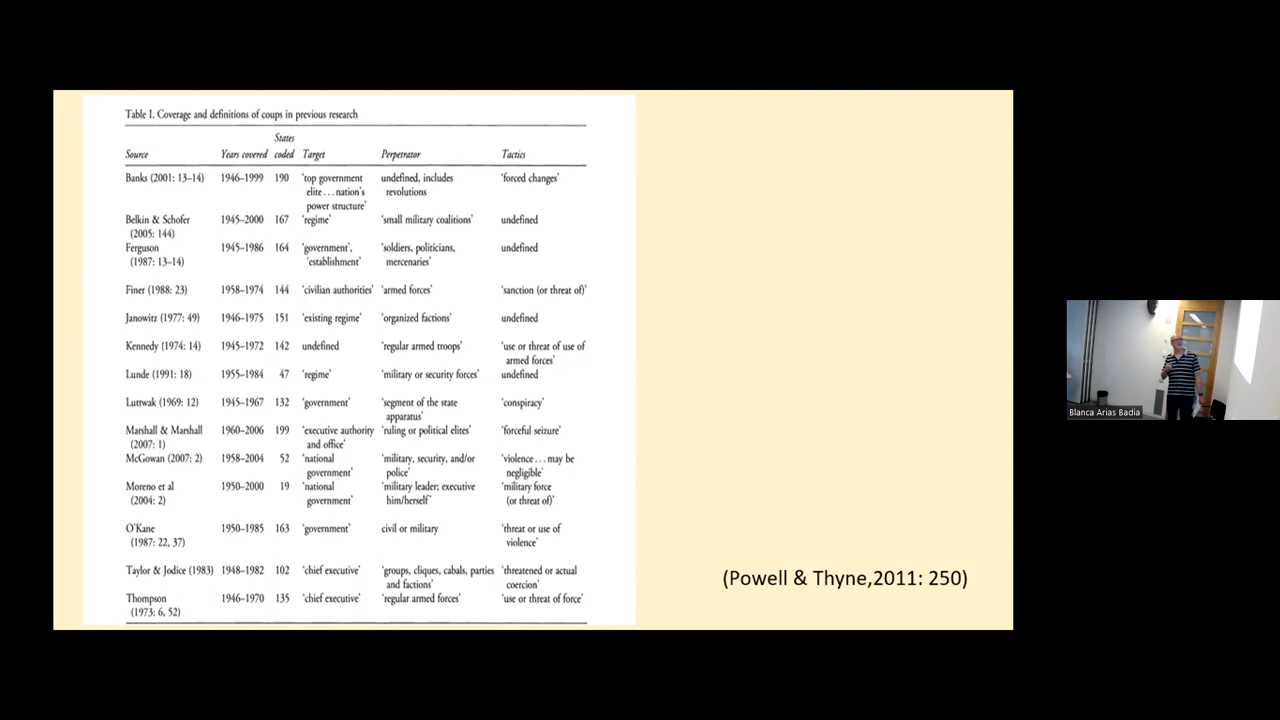 Table I. Coverage and definitions of coups in previous research
States
Source Years covered coded Target Perpetrator Tactics
Banks (2001: 13–14) 1946–1999 190 'top government undefined, includes 'forced changes'
elite . . . nation's revolutions
power structure'
Belkin & Schofer 1945–2000 167 'regime' 'small military coalitions' undefined
(2005: 144)
Ferguson 1945–1986 164 'government', 'soldiers, politicians, undefined
(1987: 13–14) 'establishment' mercenaries'
Finer (1988: 23) 1958–1974 144 'civilian authorities' 'armed forces' 'sanction (or threat of)'
Janowitz (1977: 49) 1946–1975 151 'existing regime' 'organized factions' undefined
Kennedy (1974: 14) 1945–1972 142 undefined 'regular armed troops' 'use or threat of use of
armed forces'
Lunde (1991: 18) 1955–1984 47 'regime' 'military or security forces' undefined
Luttwak (1969: 12) 1945–1967 132 'government' 'segment of the state 'conspiracy'
apparatus'
Marshall & Marshall 1960–2006 199 'executive authority 'ruling or political elites' 'forceful seizure'
(2007: 1) and office'
McGowan (2007: 2) 1958–2004 52 'national 'military, security, and/or 'violence . . . may be
government' police' negligible'
Moreno et al 1950–2000 19 'national 'military leader; executive 'military force
(2004: 2) government' him/herself' (or threat of)'
O'Kane 1950–1985 163 'government' civil or military 'threat or use of
(1987: 22, 37) violence'
Taylor & Jodice (1983) 1948–1982 102 'chief executive' 'groups, cliques, cabals, parties 'threatened or actual
and factions' coercion'
Thompson 1946–1970 135 'chief executive' 'regular armed forces' 'use or threat of force'
(1973: 6, 52)
(Powell & Thyne,2011: 250)
Blanca Arias Badia